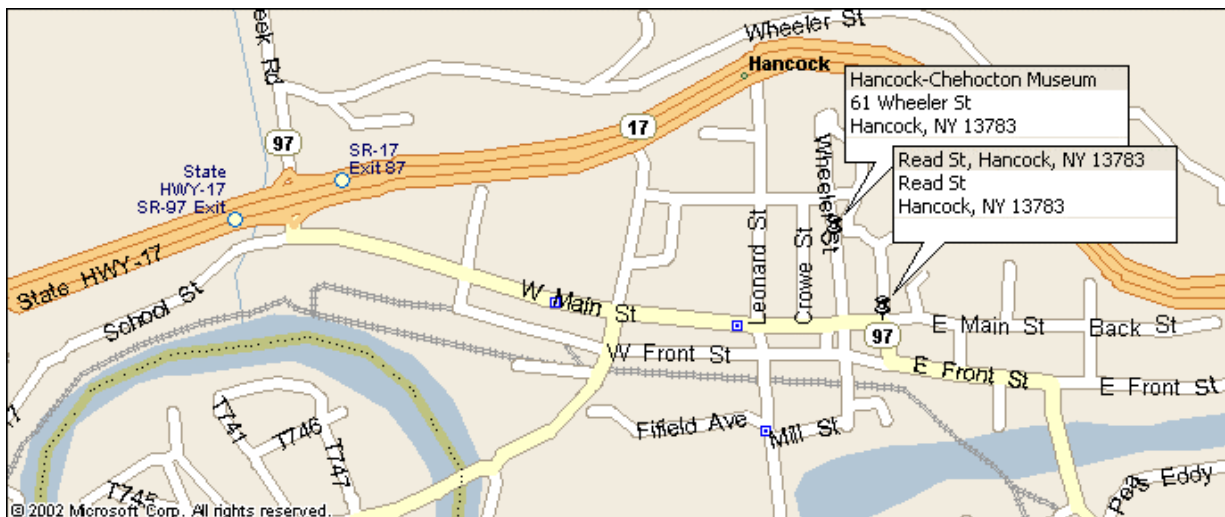 Wheeler St
eek Rd
Hancock
Hancock-Chehocton Museum
61 Wheeler St
Hancock, NY 13783
17
97
SR-17
Exit 87
Read St, Hancock, NY 13783
Read St
Hancock, NY 13783
State
HWY-17
SR-97 Exit
Wheeler St
State HWY-17
School St
W Main St
Leonard St
Crowe St
E Main St
Back St
97
W Front St
E Front St
E Front St
Fifield Ave
Mill St
T741
T746
T747
T745
Pea's Eddy
© 2002 Microsoft Corp. All rights reserved.